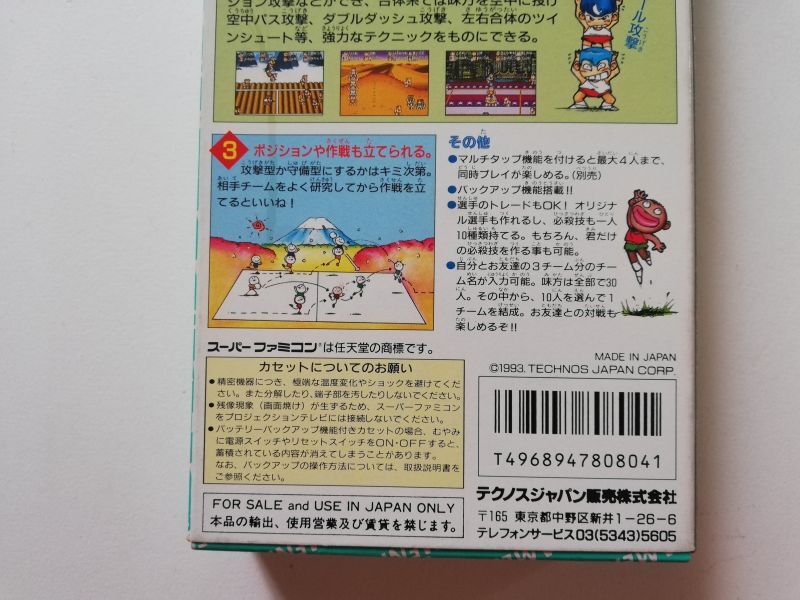 ション攻撃などができ、合体系では味方を空中に投げ
空中パス攻撃、ダブルダッシュ攻撃、左右合体のツイ
ンシュート等、強力なテクニックをものにできる。
ール攻撃
3 ポジションや作戦も立てられる。
攻撃型か守備型にするかはキミ次第。
相手チームをよく研究してから作戦を立
てるといいね!
その他
●マルチタップ機能を付けると最大4人まで、
同時プレイが楽しめる。(別売)
●バックアップ機能搭載!!
●選手のトレードもOK! オリジナ
ル選手も作れるし、必殺技も一人
10種類持てる。もちろん、君だけ
の必殺技を作る事も可能。
●自分とお友達の3チーム分のチー
ム名が入力可能。味方は全部で30
人。その中から、10人を選んで1
チームを結成。お友達との対戦も
楽しめるぞ!!
スーパーファミコン®は任天堂の商標です。
カセットについてのお願い
●精密機器につき、極端な温度変化やショックを避けてくだ
さい。また分解したり、端子部を汚したりしないでください。
●残像現象(画面焼け)が生ずるため、スーパーファミコン
をプロジェクションテレビには接続しないでください。
●バッテリーバックアップ機能付きカセットの場合、むやみ
に電源スイッチやリセットスイッチをON・OFFすると、
蓄積されている内容が消えてしまうことがあります。
なお、バックアップの操作方法については、取扱説明書を
ご参照ください。
FOR SALE and USE IN JAPAN ONLY
本品の輸出、使用営業及び賃貸を禁じます。
MADE IN JAPAN
©1993. TECHNOS JAPAN CORP.
T4968947808041
テクノスジャパン販売株式会社
〒165 東京都中野区新井1-26-6
テレフォンサービス03(5343)5605